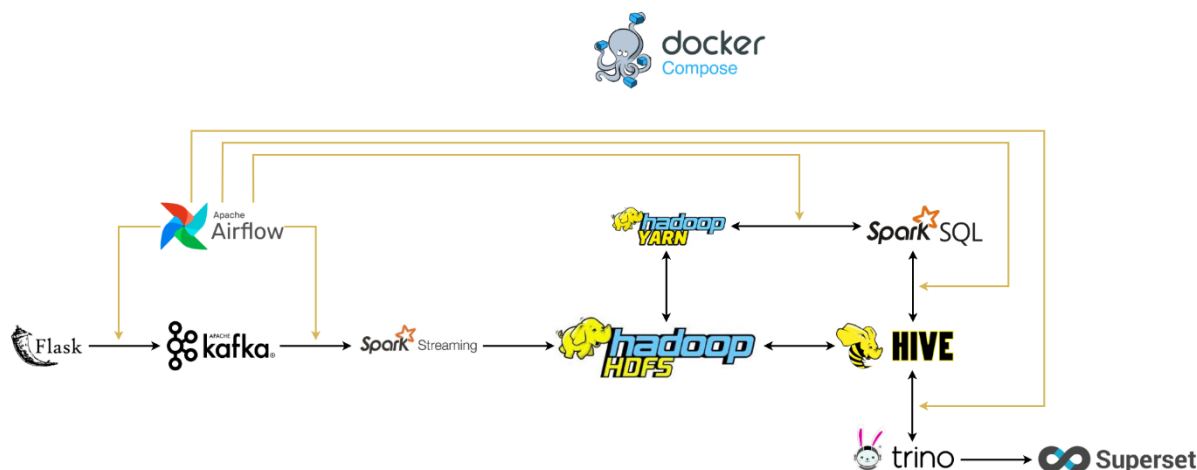 docker
Compose
Apache
Airflow
hadoop
YARN
Spark SQL
Flask
APACHE
kafka®
Spark Streaming
hadoop
HDFS
HIVE
trino
Superset